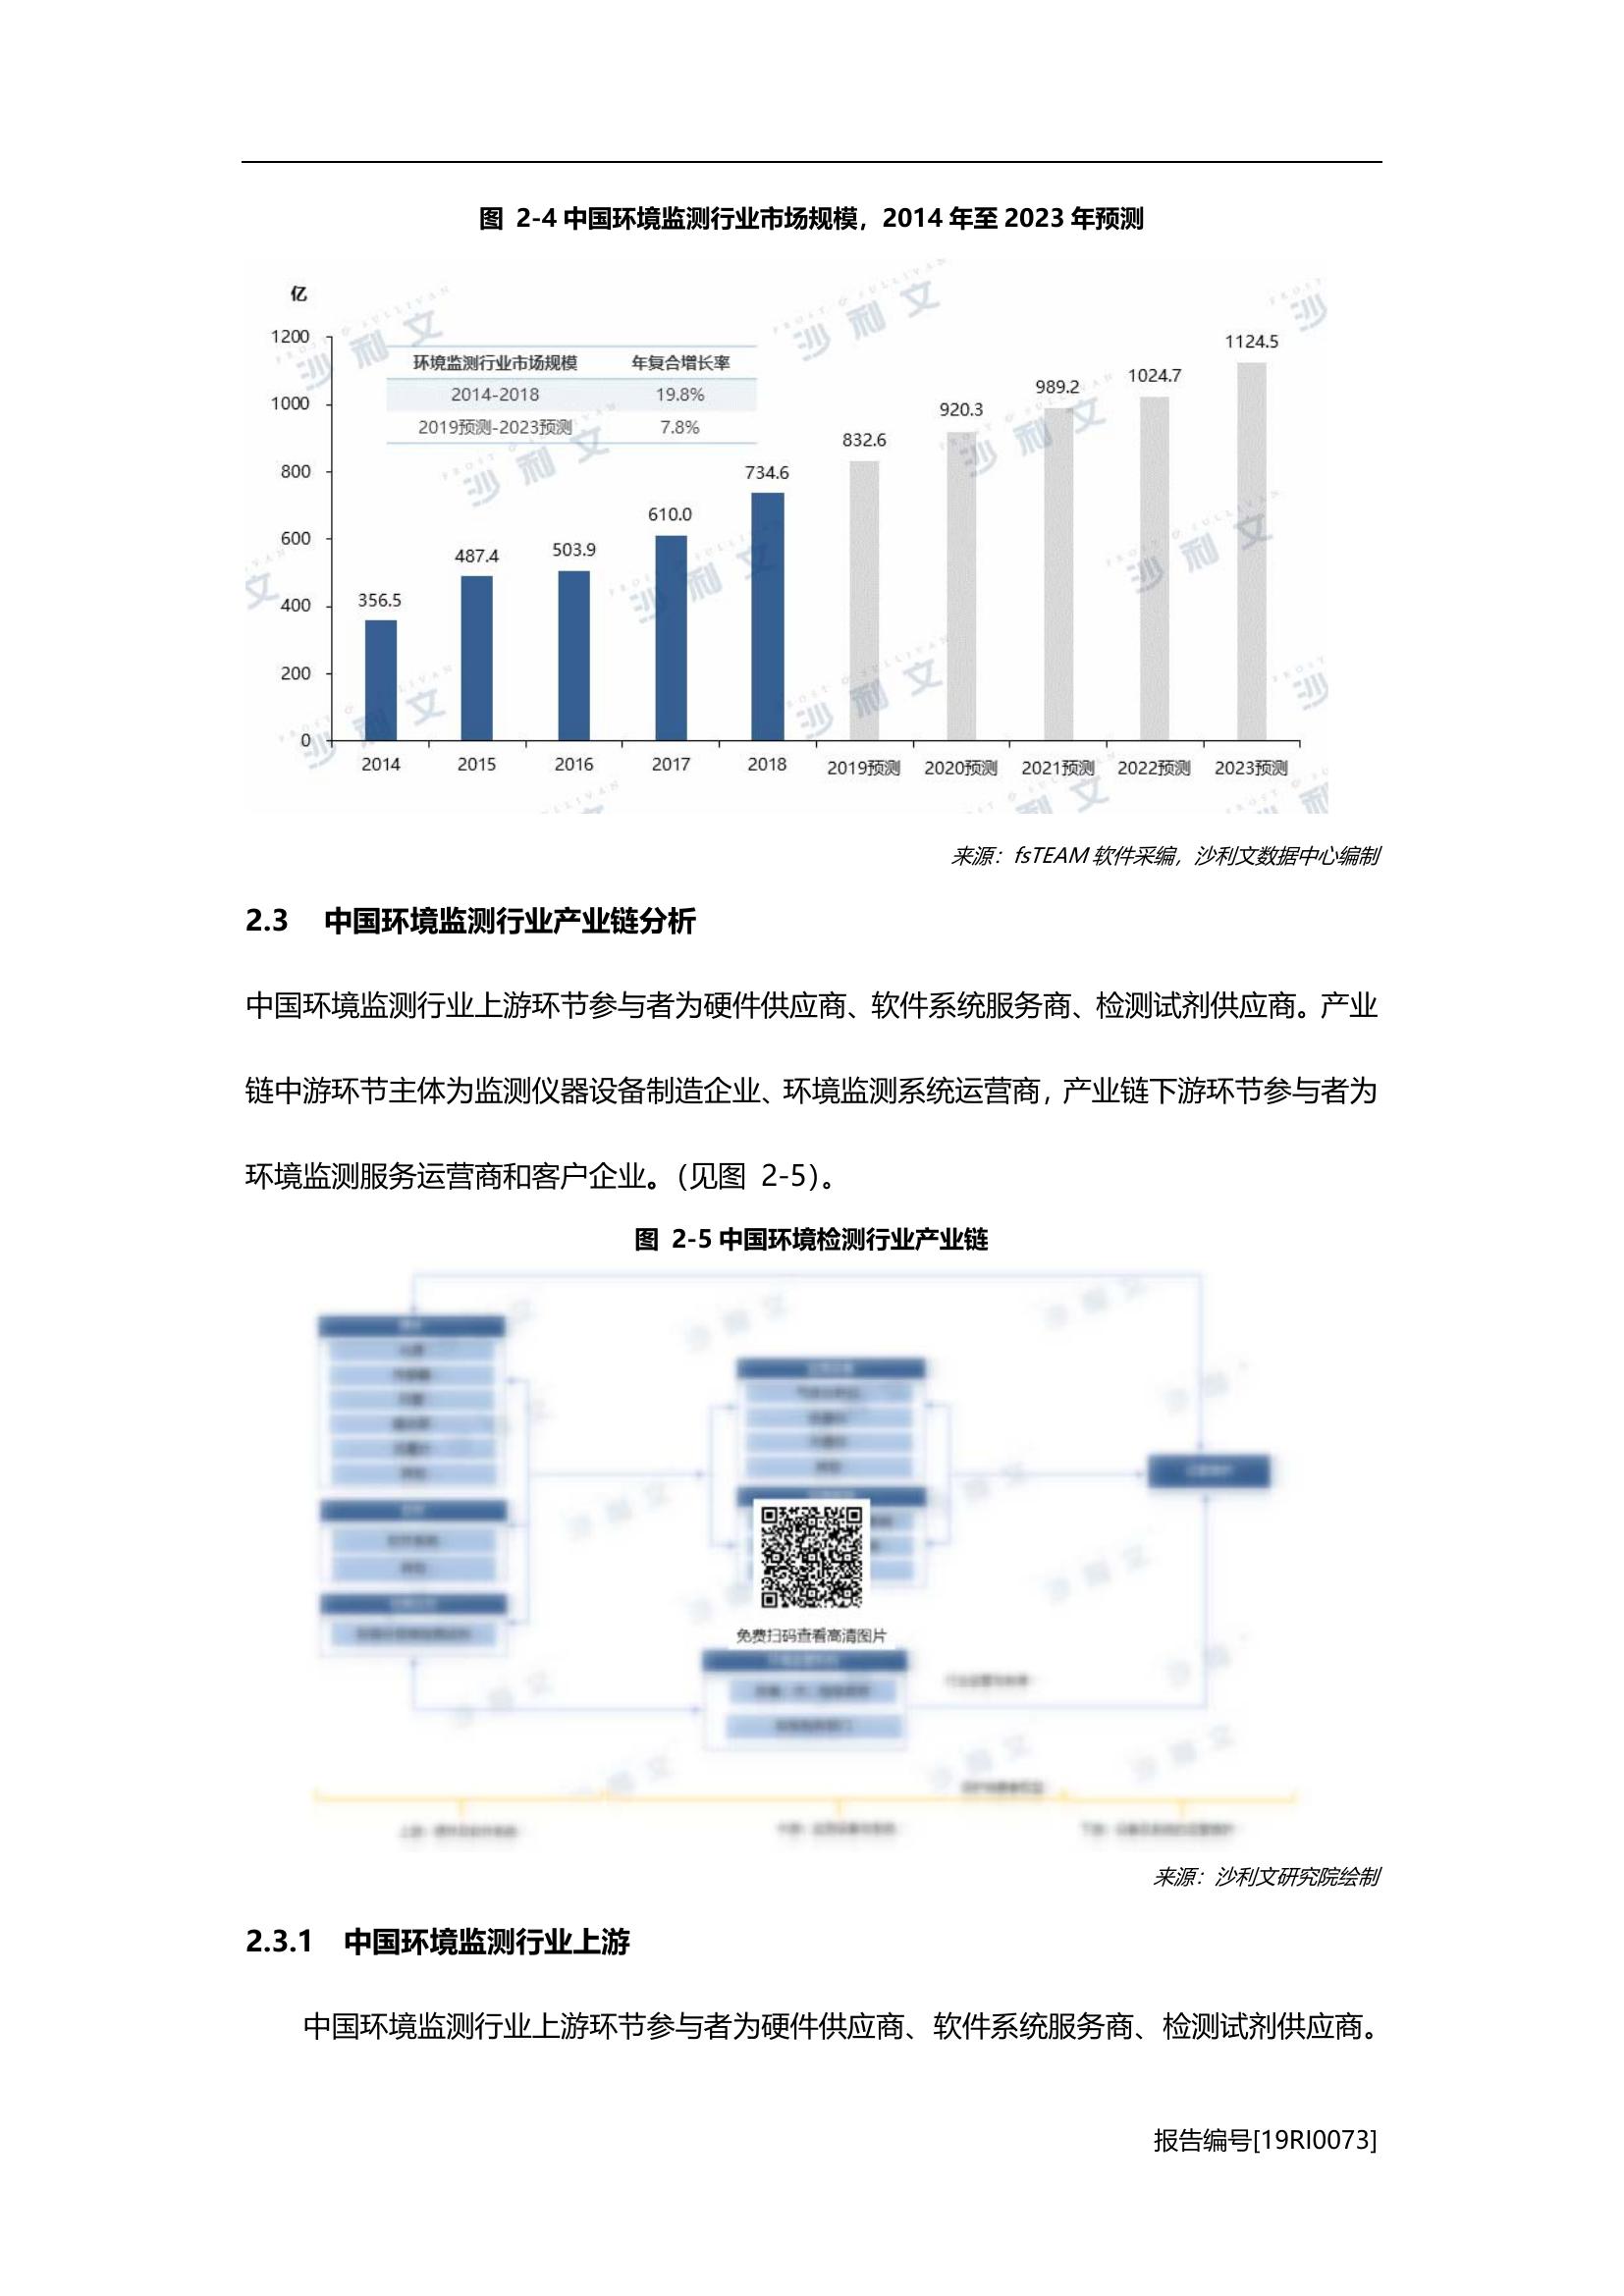 图 2-4 中国环境监测行业市场规模，2014 年至 2023 年预测
亿
1200
1000
800
600
400
200
0
环境监测行业市场规模 年复合增长率
2014-2018 19.8%
2019预测-2023预测 7.8%
356.5
487.4
503.9
610.0
734.6
832.6
920.3
989.2
1024.7
1124.5
2014 2015 2016 2017 2018 2019预测 2020预测 2021预测 2022预测 2023预测
FROST & SULLIVAN
沙利文
来源：fsTEAM 软件采编，沙利文数据中心编制
2.3 中国环境监测行业产业链分析
中国环境监测行业上游环节参与者为硬件供应商、软件系统服务商、检测试剂供应商。产业
链中游环节主体为监测仪器设备制造企业、环境监测系统运营商，产业链下游环节参与者为
环境监测服务运营商和客户企业。（见图 2-5）。
图 2-5 中国环境检测行业产业链
免费扫码查看高清图片
来源：沙利文研究院绘制
2.3.1 中国环境监测行业上游
中国环境监测行业上游环节参与者为硬件供应商、软件系统服务商、检测试剂供应商。
报告编号[19RI0073]